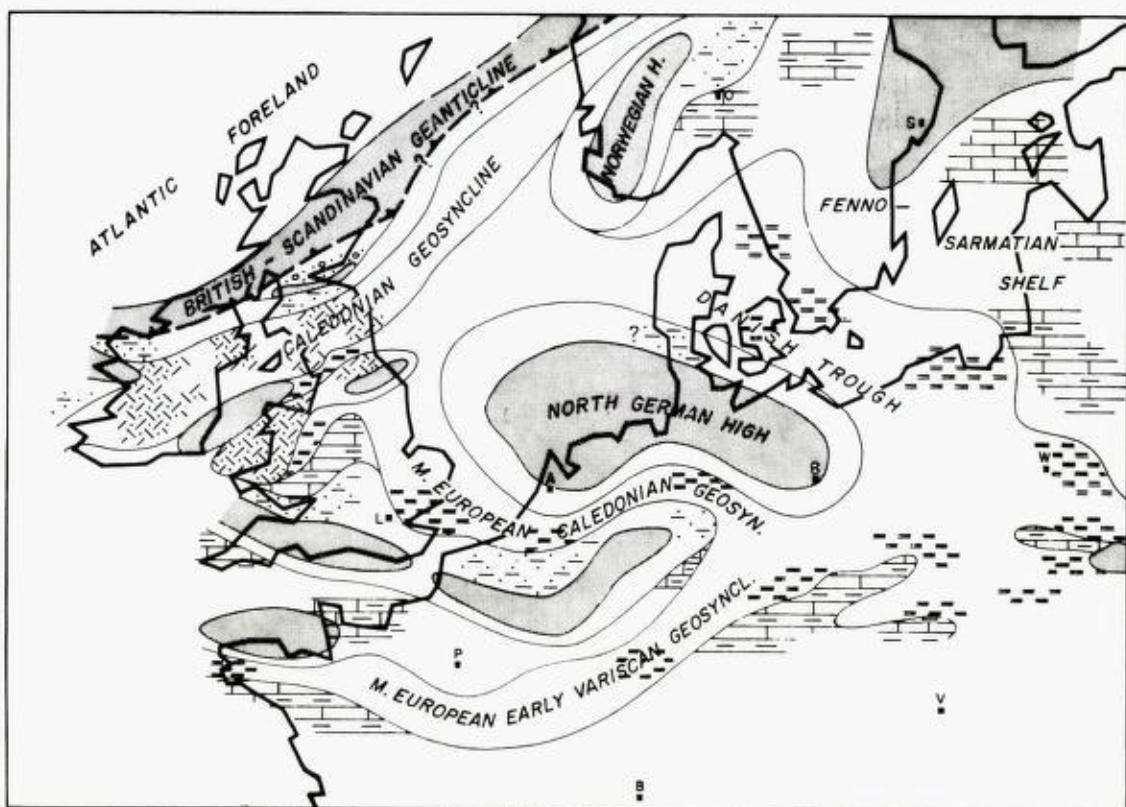 ATLANTIC FORELAND
BRITISH - SCANDINAVIAN GEANTICLINE
?
?
CALEDONIAN GEOSYNCLINE
NORWEGIAN H.
O
S
FENNO -
SARMATIAN
SHELF
DANISH TROUGH
?
NORTH GERMAN HIGH
A
B
W
L
M. EUROPEAN CALEDONIAN GEOSYN.
P
M. EUROPEAN EARLY VARISCAN GEOSYNCL.
V
B